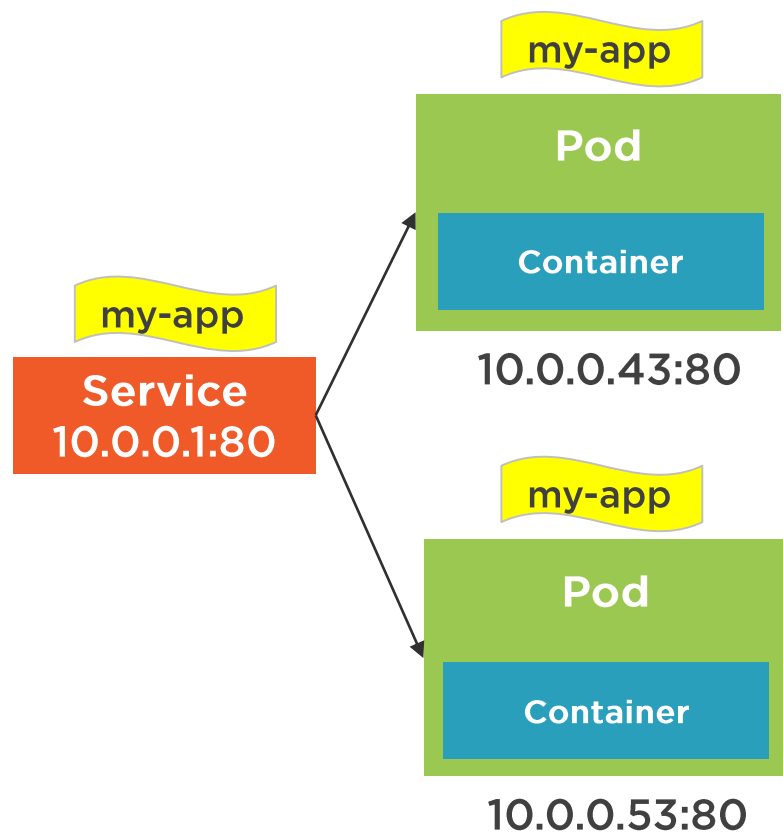 my-app
Service
10.0.0.1:80
my-app
Pod
Container
10.0.0.43:80
my-app
Pod
Container
10.0.0.53:80